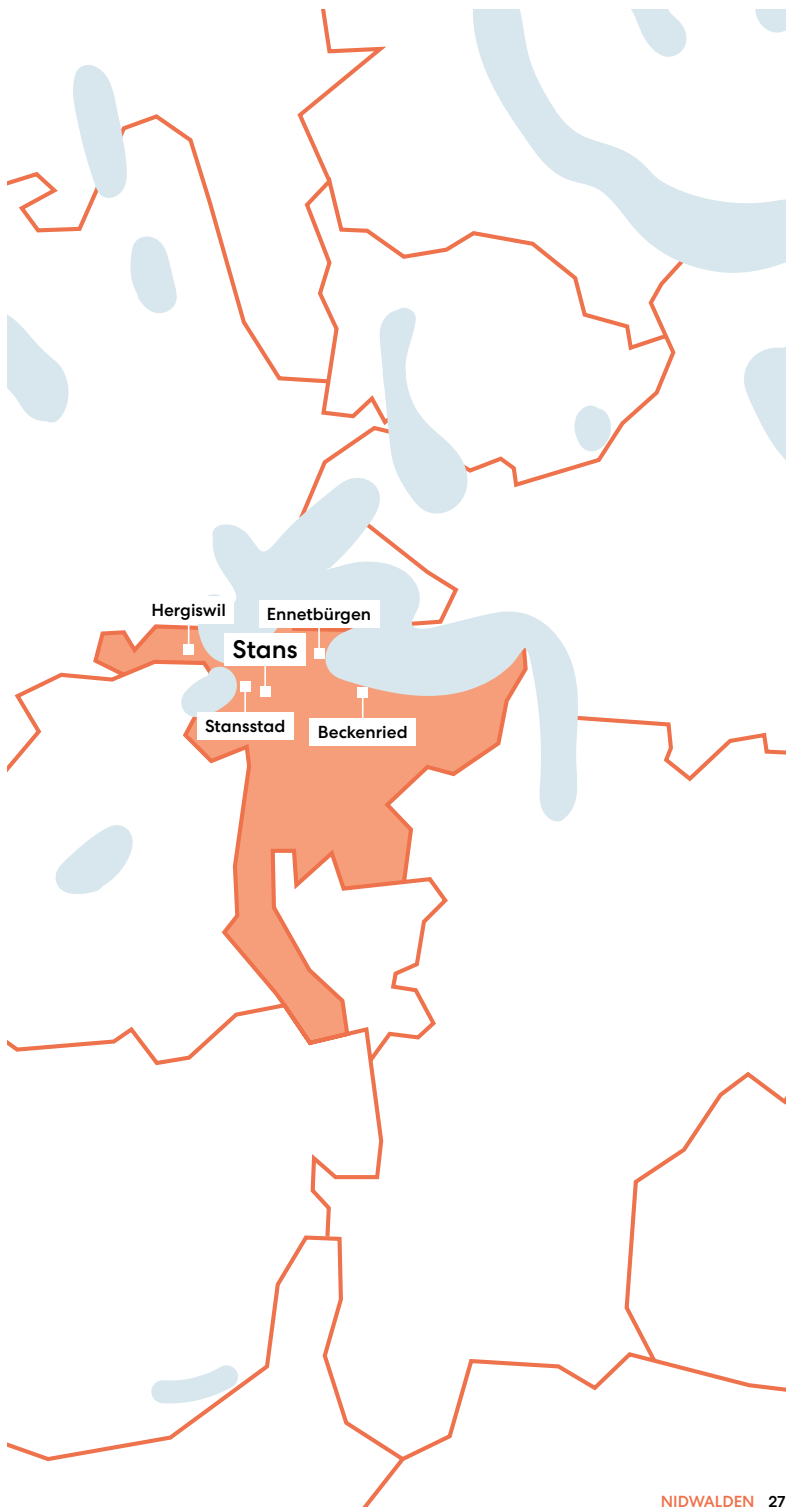 Hergiswil
Ennetbürgen
Stans
Stansstad
Beckenried
NIDWALDEN 27